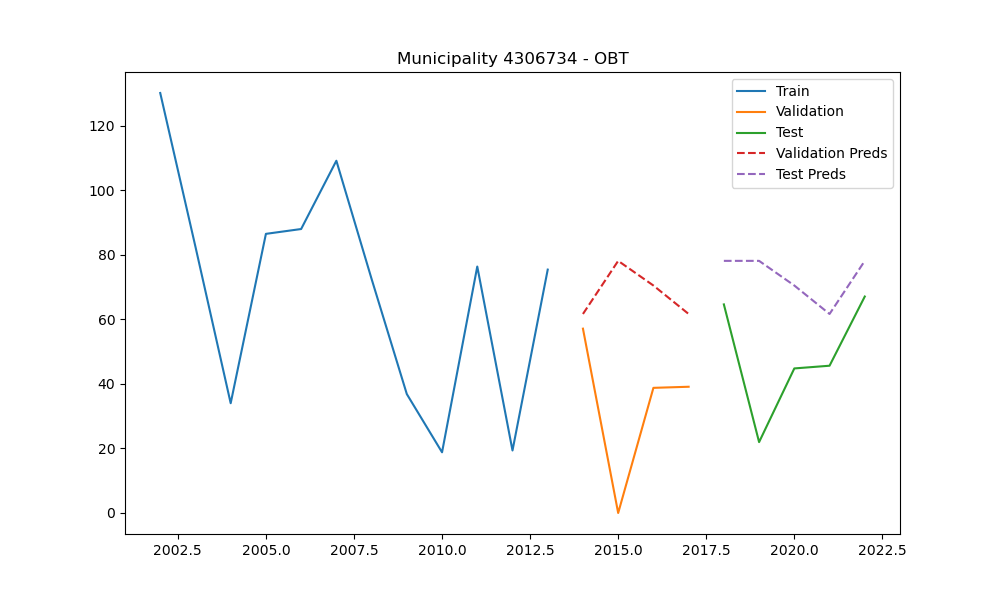 Municipality 4306734 - OBT
Train
Validation
Test
Validation Preds
Test Preds
120
100
80
60
40
20
0
2002.5 2005.0 2007.5 2010.0 2012.5 2015.0 2017.5 2020.0 2022.5